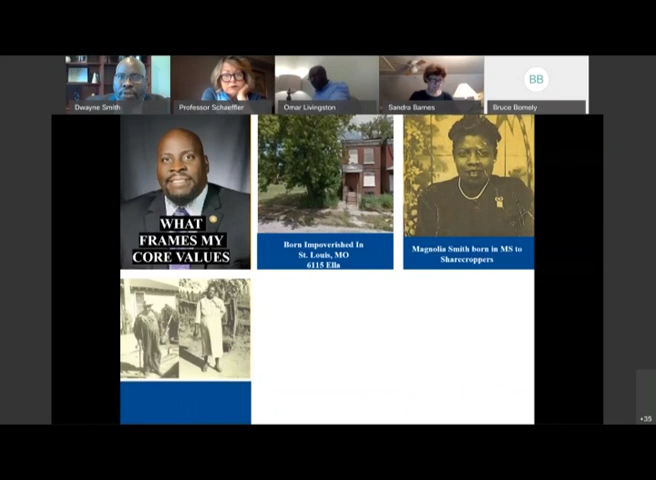 Dwayne Smith
Professor Schaeffler
Omar Livingston
Sandra Barnes
BB
Bruce Bomely
WHAT
FRAMES MY
CORE VALUES
Born Impoverished In
St. Louis, MO
6115 Ella
Magnolia Smith born in MS to
Sharecroppers
+35